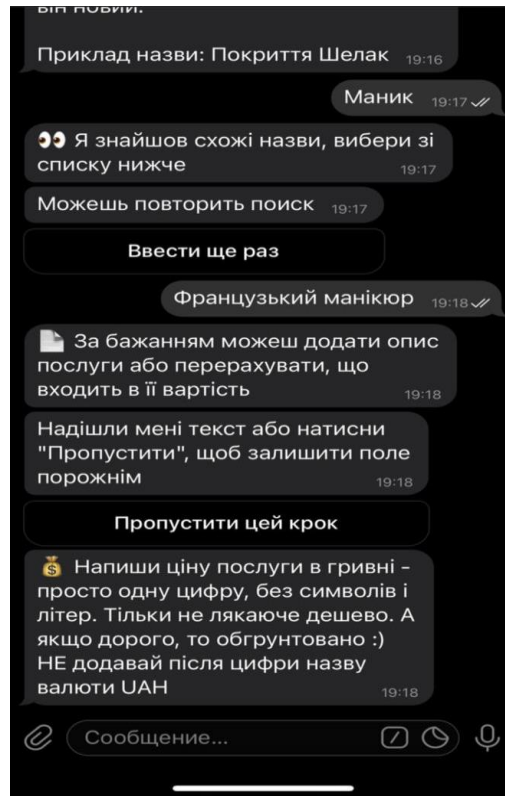 він новий.
Приклад назви: Покриття Шелак 19:16
Маник 19:17
👀 Я знайшов схожі назви, вибери зі
списку нижче 19:17
Можешь повторить поиск 19:17
Ввести ще раз
Французький манікюр 19:18
За бажанням можеш додати опис
послуги або перерахувати, що
входить в її вартість 19:18
Надішли мені текст або натисни
"Пропустити", щоб залишити поле
порожнім 19:18
Пропустити цей крок
💰 Напиши ціну послуги в гривні -
просто одну цифру, без символів і
літер. Тільки не лякаюче дешево. А
якщо дорого, то обгрунтовано :)
НЕ додавай після цифри назву
валюти UAH 19:18
Сообщение...